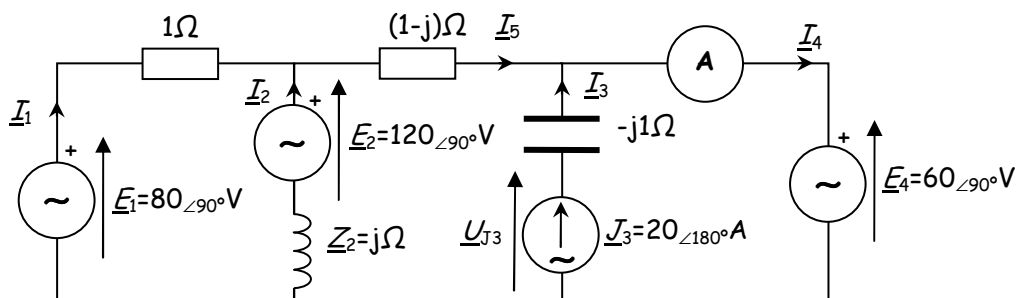 1Ω
(1-j)Ω
I5
I4
A
I1
I2
+
I3
-j1Ω
+
E1=80∠90°V
~
E2=120∠90°V
~
Z2=jΩ
UJ3
J3=20∠180°A
~
E4=60∠90°V
~